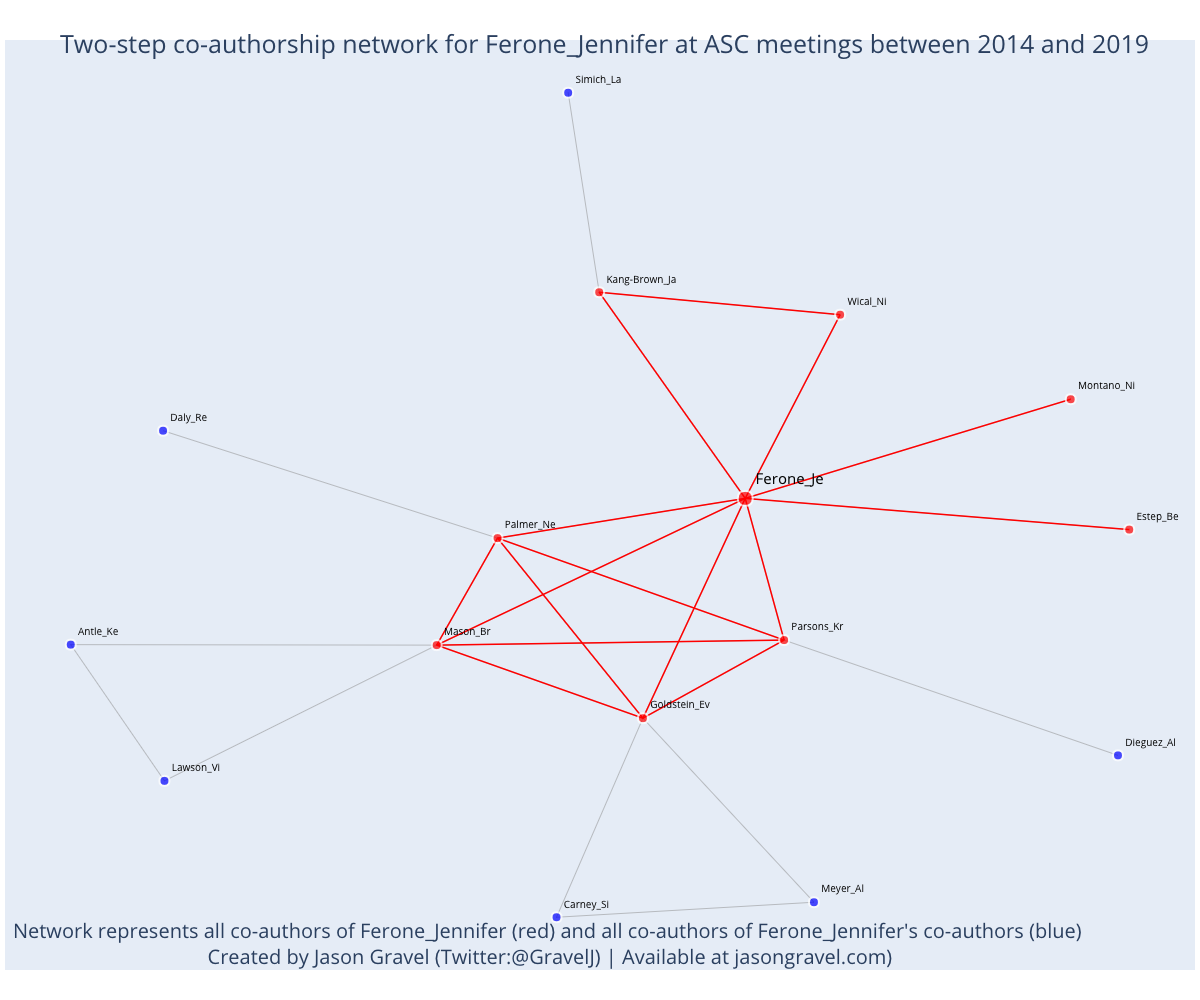 Two-step co-authorship network for Ferone_Jennifer at ASC meetings between 2014 and 2019
Simich_La
Kang-Brown_Ja
Wical_Ni
Montano_Ni
Daly_Re
Ferone_Je
Estep_Be
Palmer_Ne
Antle_Ke
Mason_Br
Parsons_Kr
Goldstein_Ev
Dieguez_Al
Lawson_Vi
Meyer_Al
Carney_Si
Network represents all co-authors of Ferone_Jennifer (red) and all co-authors of Ferone_Jennifer's co-authors (blue)
Created by Jason Gravel (Twitter:@GravelJ) | Available at jasongravel.com)